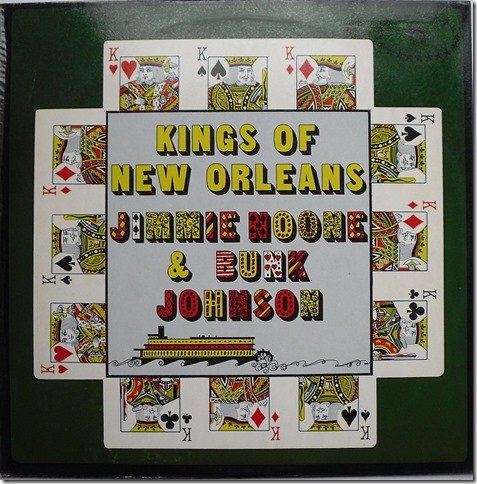 K K K
KINGS OF
NEW ORLEANS
JIMMIE NOONE
& BUNK
JOHNSON
K K K
K K K
K K K